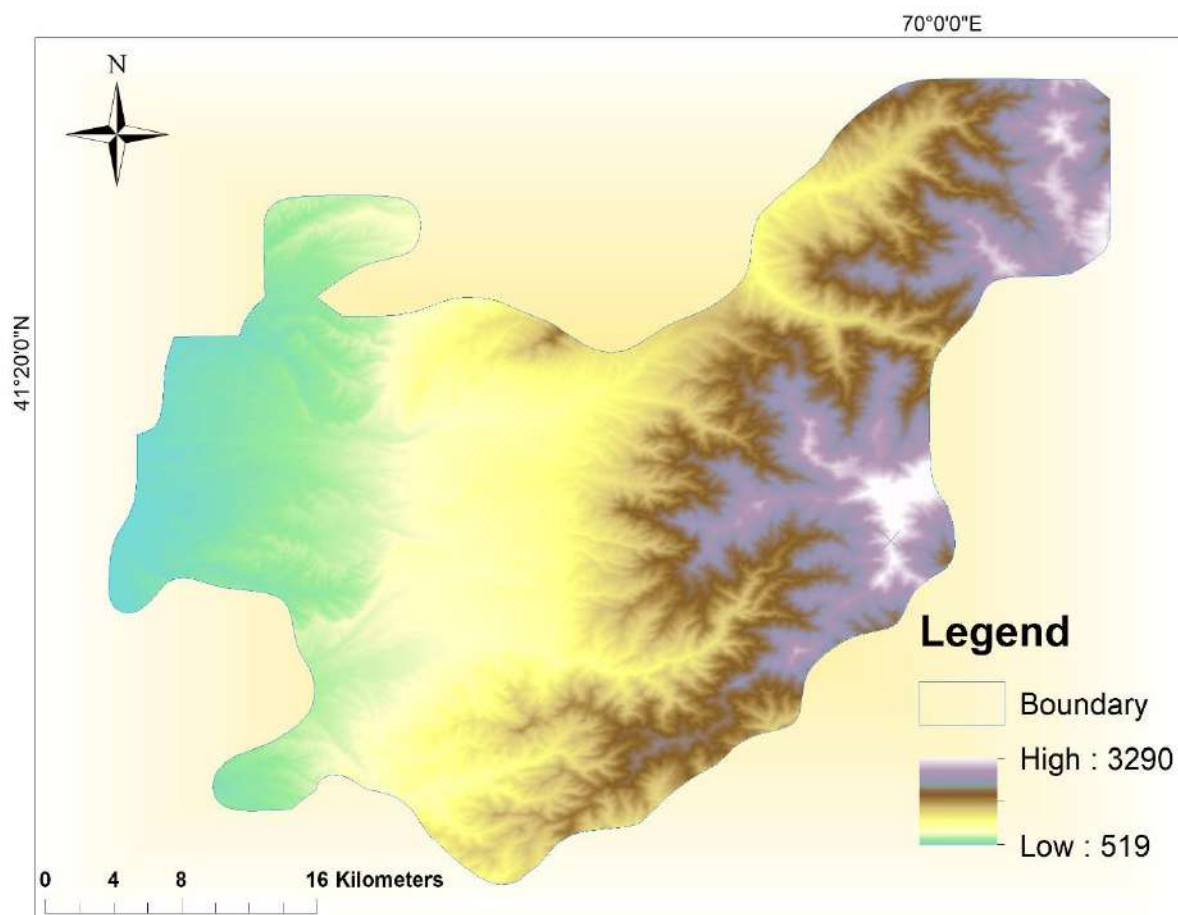 70°0'0"E
N
41°20'0"N
Legend
Boundary
High : 3290
Low : 519
0 4 8 16 Kilometers